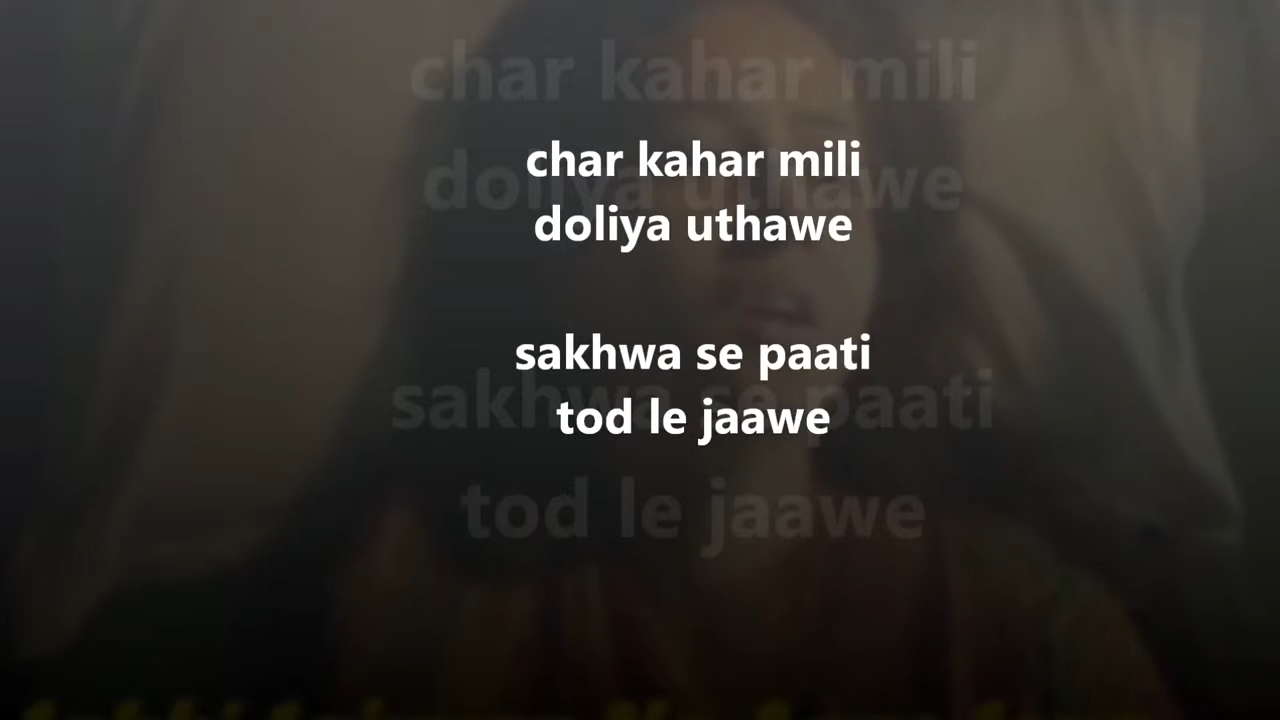 char kahar mili
char kahar mili
doliya uthawe
doliya uthawe
sakhwa se paati
sakhwa se paati
tod le jaawe
tod le jaawe